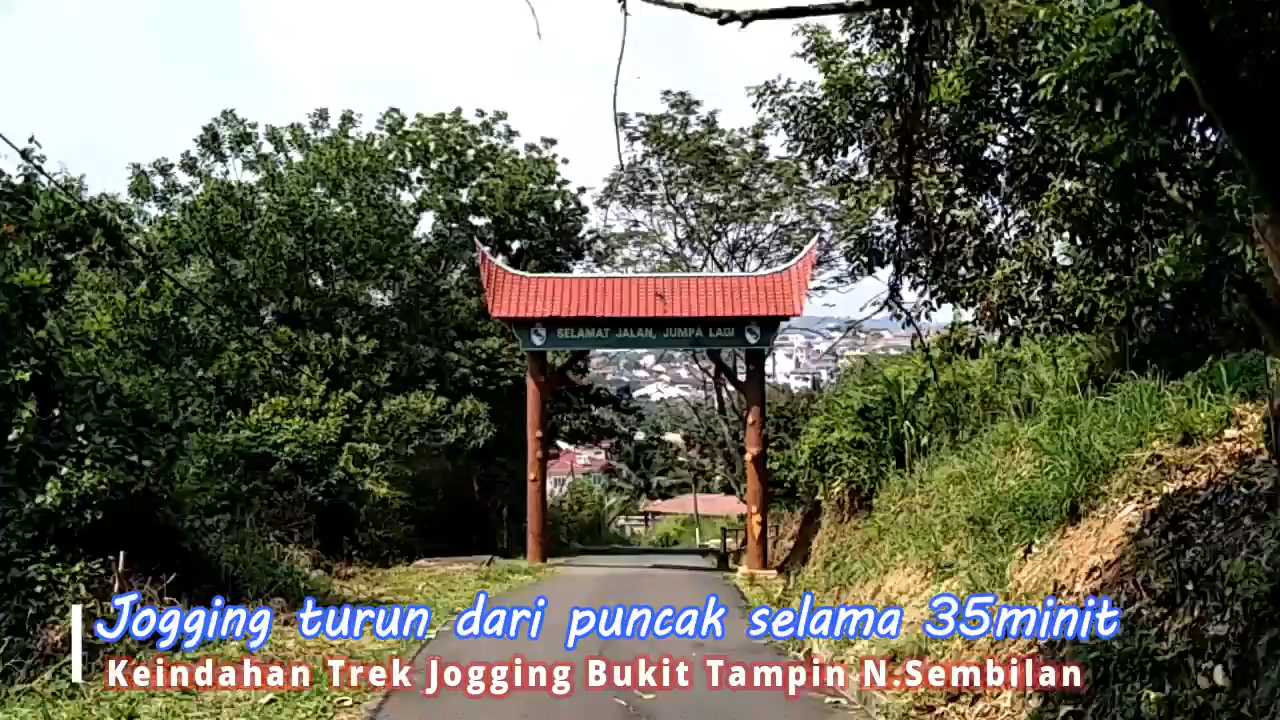 SELAMAT JALAN, JUMPA LAGI
Jogging turun dari puncak selama 35minit
Keindahan Trek Jogging Bukit Tampin N.Sembilan